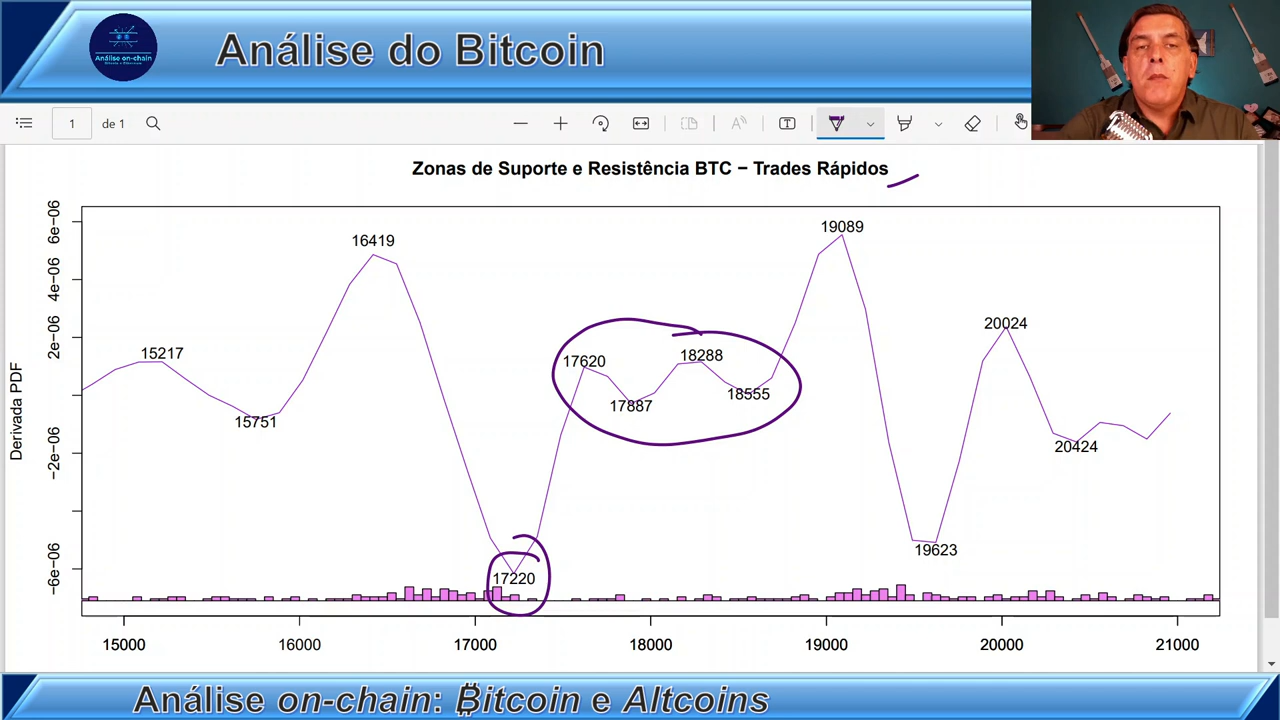 Análise do Bitcoin
Análise on-chain
1 de 1
Zonas de Suporte e Resistência BTC − Trades Rápidos
Derivada PDF
6e−06
4e−06
2e−06
−2e−06
−6e−06
15217
15751
16419
17220
17620
17887
18288
18555
19089
19623
20024
20424
15000 16000 17000 18000 19000 20000 21000
Análise on-chain: ₿itcoin e Altcoins